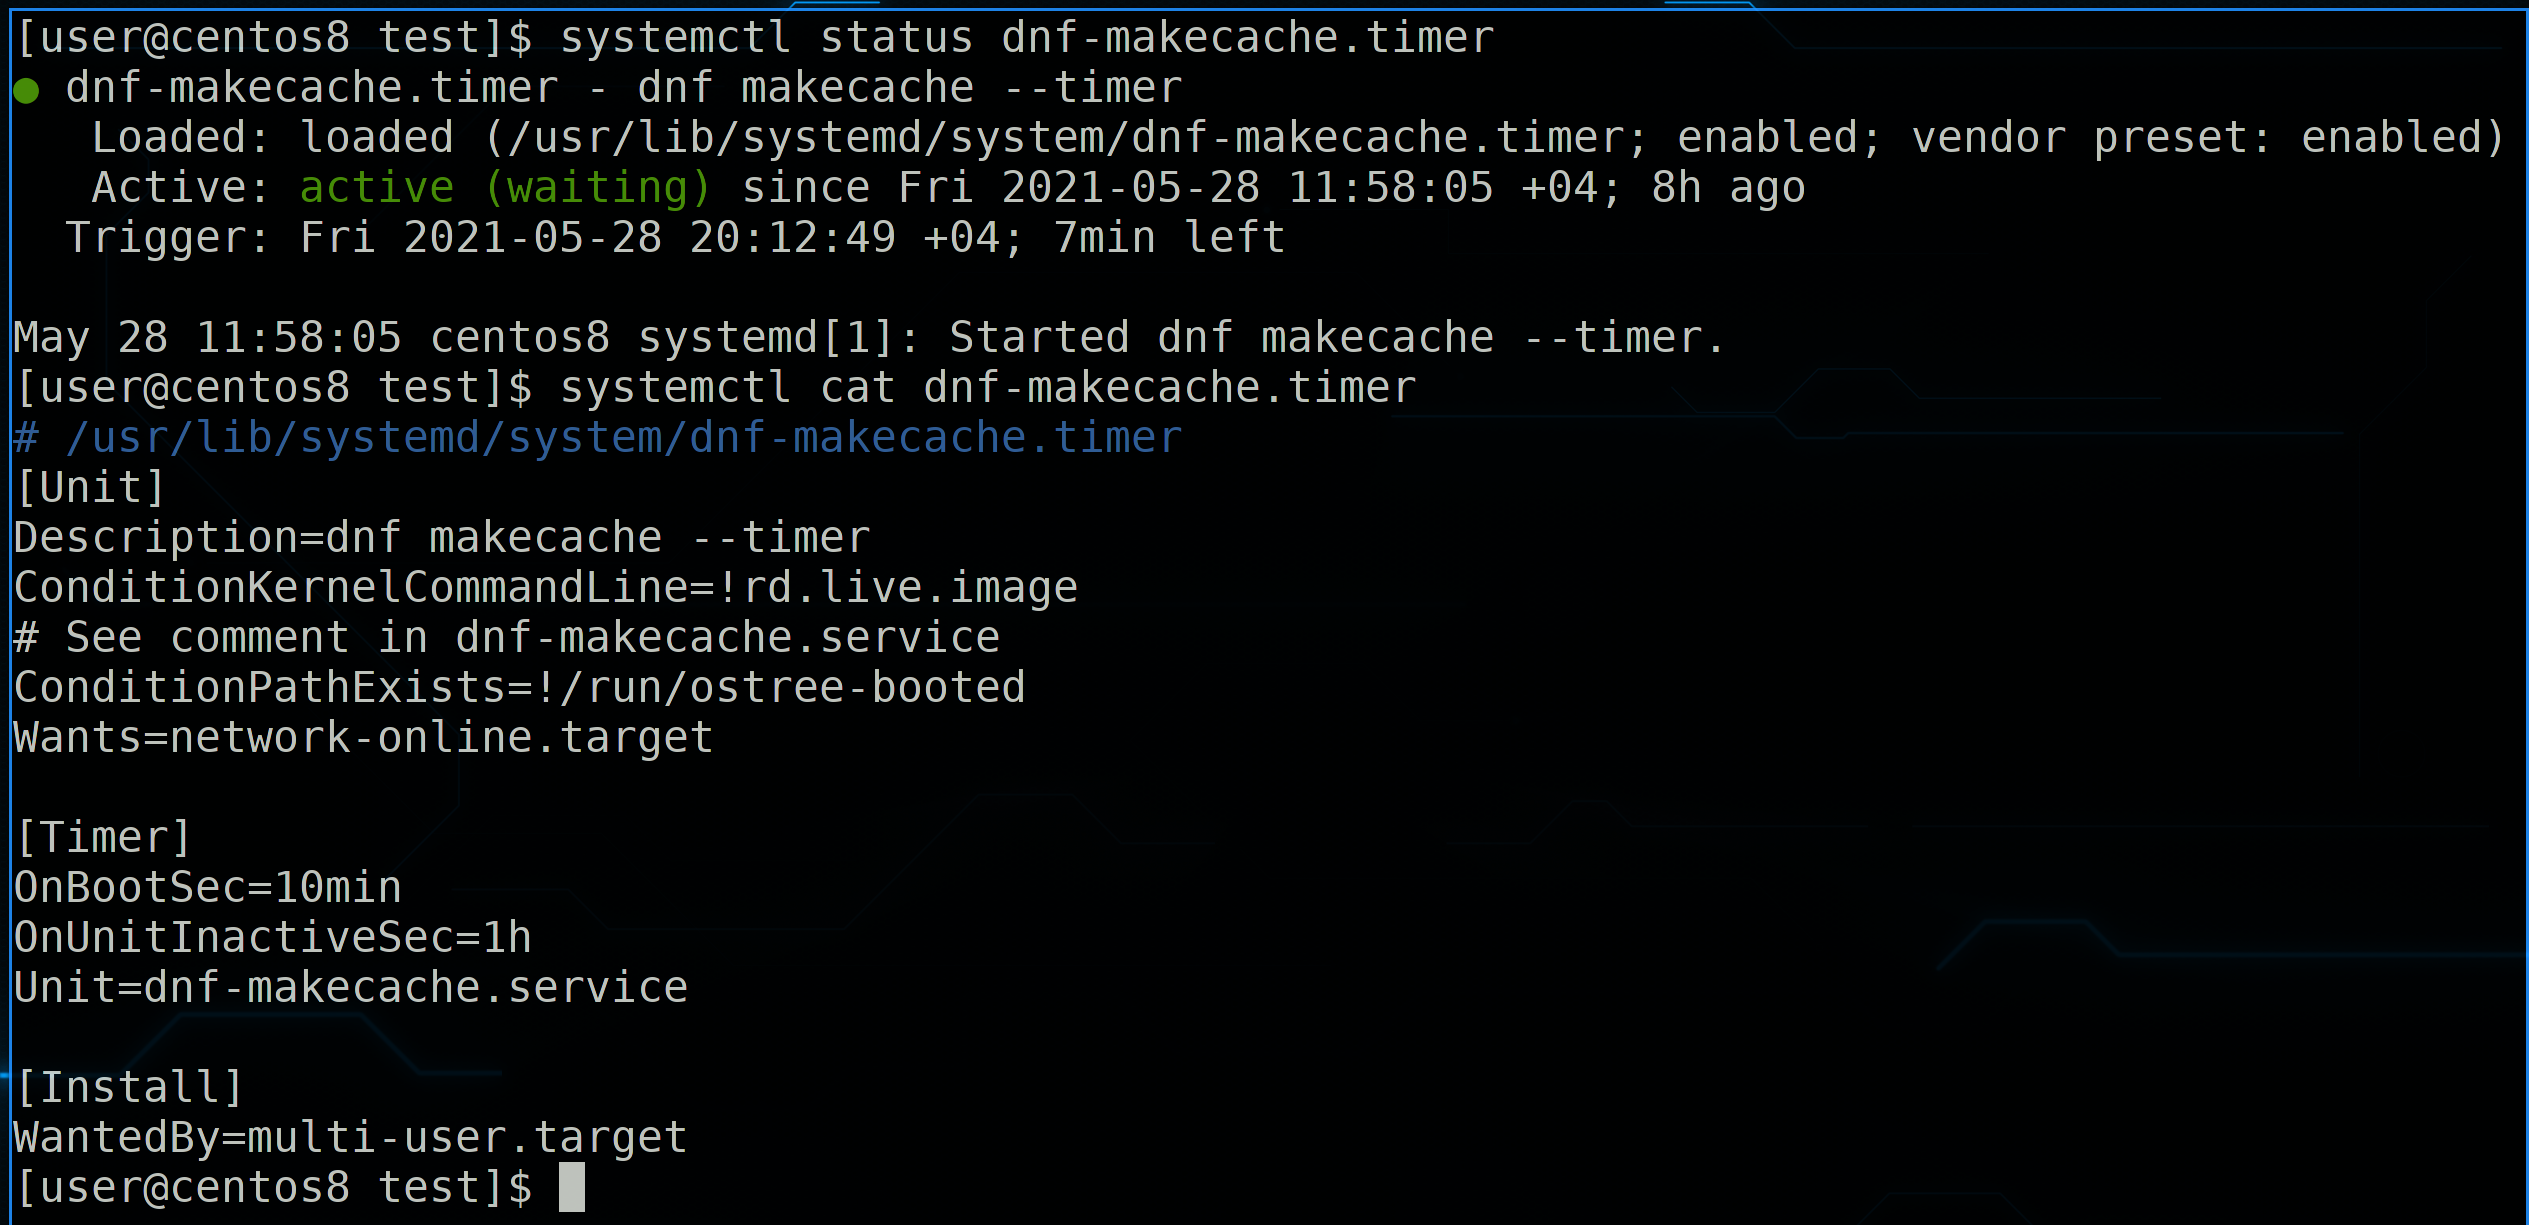 [user@centos8 test]$ systemctl status dnf-makecache.timer
● dnf-makecache.timer - dnf makecache --timer
   Loaded: loaded (/usr/lib/systemd/system/dnf-makecache.timer; enabled; vendor preset: enabled)
   Active: active (waiting) since Fri 2021-05-28 11:58:05 +04; 8h ago
  Trigger: Fri 2021-05-28 20:12:49 +04; 7min left

May 28 11:58:05 centos8 systemd[1]: Started dnf makecache --timer.
[user@centos8 test]$ systemctl cat dnf-makecache.timer
# /usr/lib/systemd/system/dnf-makecache.timer
[Unit]
Description=dnf makecache --timer
ConditionKernelCommandLine=!rd.live.image
# See comment in dnf-makecache.service
ConditionPathExists=!/run/ostree-booted
Wants=network-online.target

[Timer]
OnBootSec=10min
OnUnitInactiveSec=1h
Unit=dnf-makecache.service

[Install]
WantedBy=multi-user.target
[user@centos8 test]$